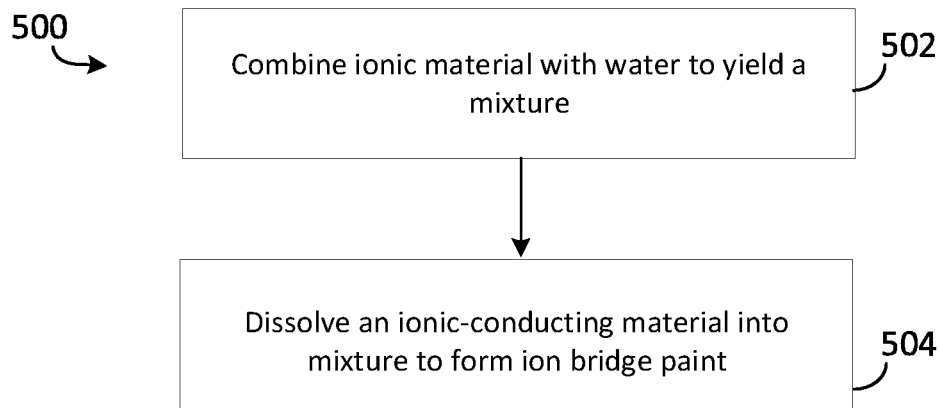 500
502
Combine ionic material with water to yield a
mixture
Dissolve an ionic-conducting material into
mixture to form ion bridge paint
504